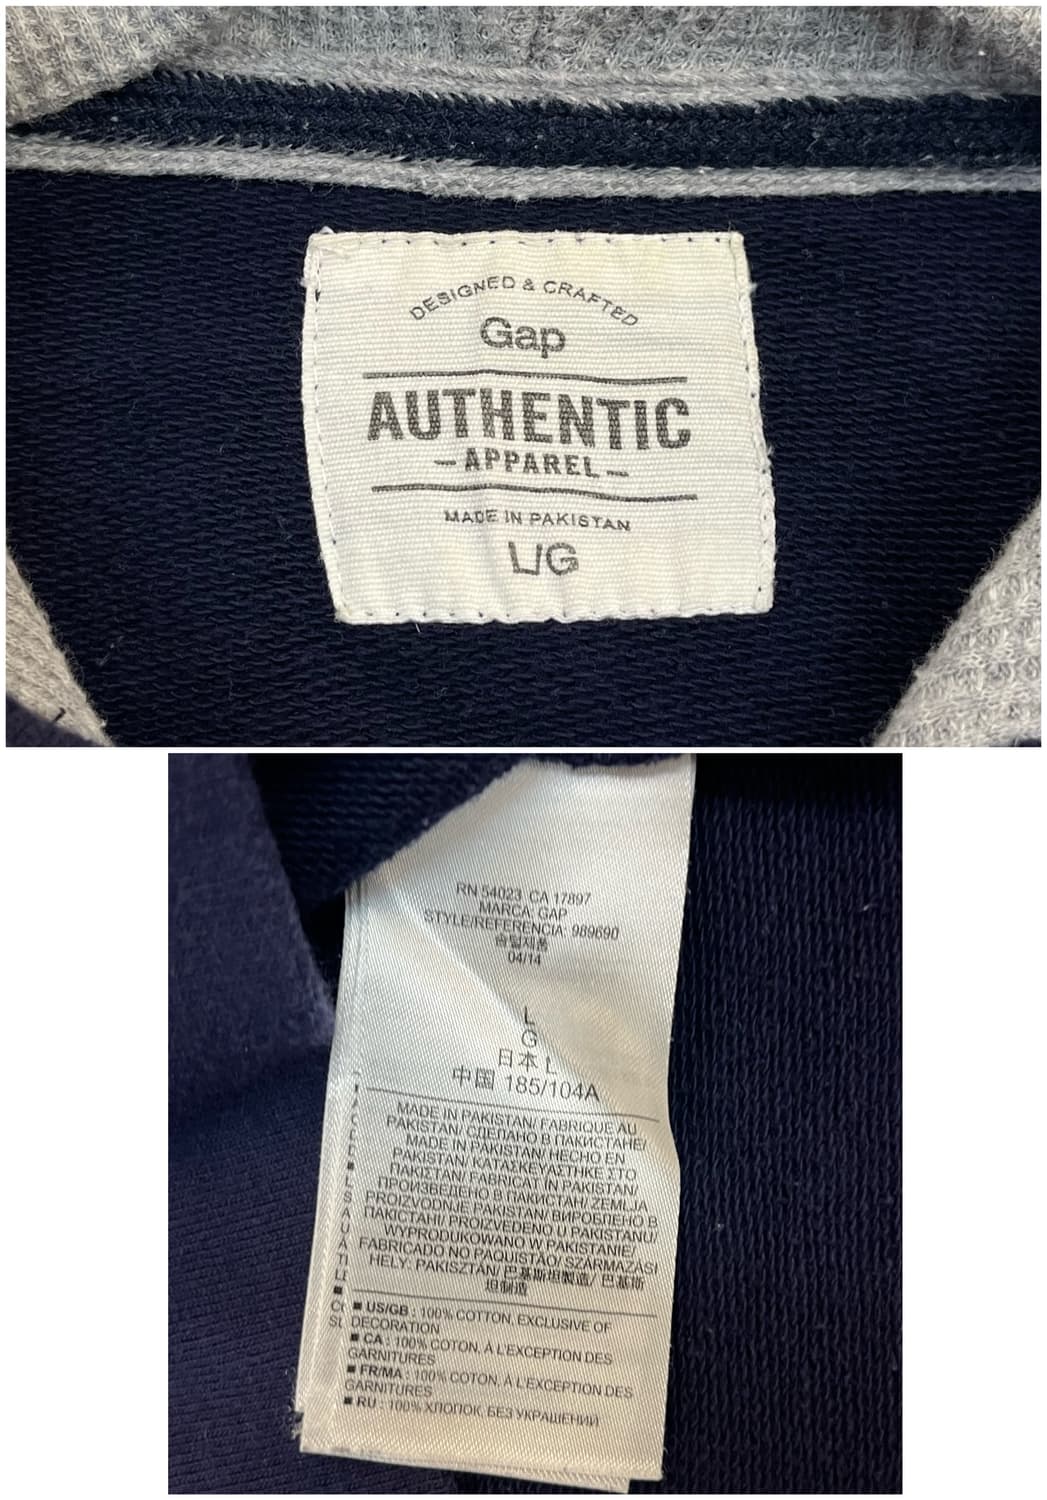 DESIGNED & CRAFTED
Gap
AUTHENTIC
- APPAREL -
MADE IN PAKISTAN
L/G
RN 54023 CA 17897
MARCA: GAP
STYLE/REFERENCIA: 989690
04/14
L
G
日本 L
中国 185/104A
MADE IN PAKISTAN/ FABRIQUE AU
PAKISTAN/ СДЕЛАНО В ПАКИСТАНЕ/
MADE IN PAKISTAN/ HECHO EN
PAKISTAN/ ΚΑΤΑΣΚΕΥΑΣΤΗΚΕ ΣΤΟ
ΠΑΚΙΣΤΑΝ/ FABRICAT ÎN PAKISTAN/
ПРОИЗВЕДЕНО В ПАКИСТАН/ ZEMLJA
PROIZVODNJE PAKISTAN/ ВИРОБЛЕНО В
ПАКІСТАНІ/ PROIZVEDENO U PAKISTANU/
WYPRODUKOWANO W PAKISTANIE/
FABRICADO NO PAQUISTÃO/ SZÁRMAZÁSI
HELY: PAKISZTÁN/ 巴基斯坦製造/ 巴基斯
坦制造
■ US/GB : 100% COTTON, EXCLUSIVE OF
DECORATION
■ CA : 100% COTON, À L'EXCEPTION DES
GARNITURES
■ FR/MA : 100% COTON, À L'EXCEPTION DES
GARNITURES
■ RU : 100% ХЛОПОК, БЕЗ УКРАШЕНИЙ